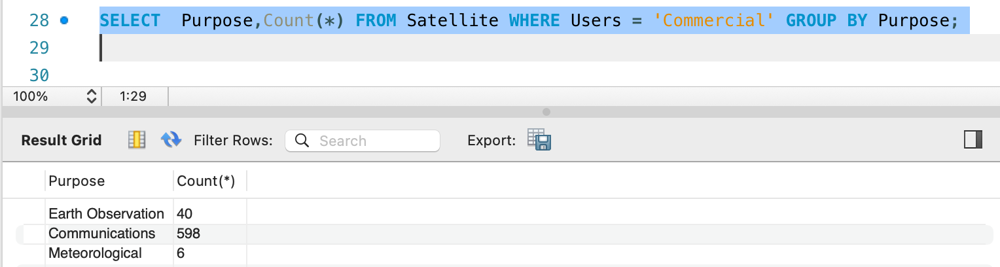 28 SELECT  Purpose,Count(*) FROM Satellite WHERE Users = 'Commercial' GROUP BY Purpose;
29
30
100% 1:29
Result Grid Filter Rows: Search Export:
Purpose Count(*)
Earth Observation 40
Communications 598
Meteorological 6